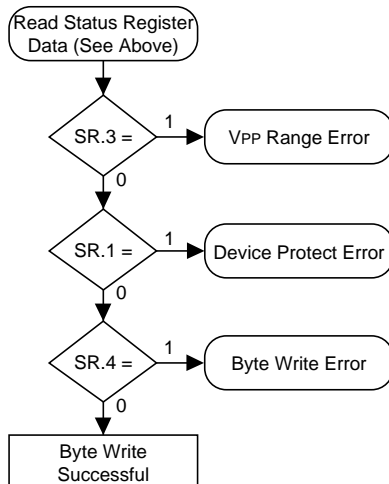 Read Status Register
Data (See Above)
SR.3 =
1
VPP Range Error
0
SR.1 =
1
Device Protect Error
0
SR.4 =
1
Byte Write Error
0
Byte Write
Successful